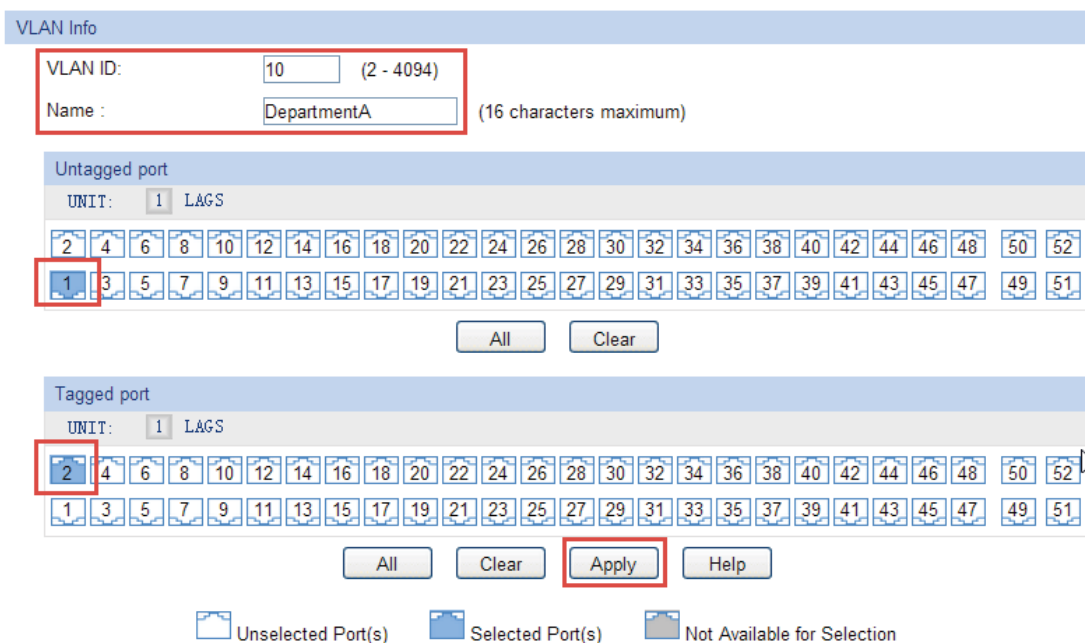 VLAN Info
VLAN ID: 10 (2 - 4094)
Name : DepartmentA (16 characters maximum)
Untagged port
UNIT: 1 LAGS
2 4 6 8 10 12 14 16 18 20 22 24 26 28 30 32 34 36 38 40 42 44 46 48 50 52
1 3 5 7 9 11 13 15 17 19 21 23 25 27 29 31 33 35 37 39 41 43 45 47 49 51
All Clear
Tagged port
UNIT: 1 LAGS
2 4 6 8 10 12 14 16 18 20 22 24 26 28 30 32 34 36 38 40 42 44 46 48 50 52
1 3 5 7 9 11 13 15 17 19 21 23 25 27 29 31 33 35 37 39 41 43 45 47 49 51
All Clear Apply Help
Unselected Port(s) Selected Port(s) Not Available for Selection